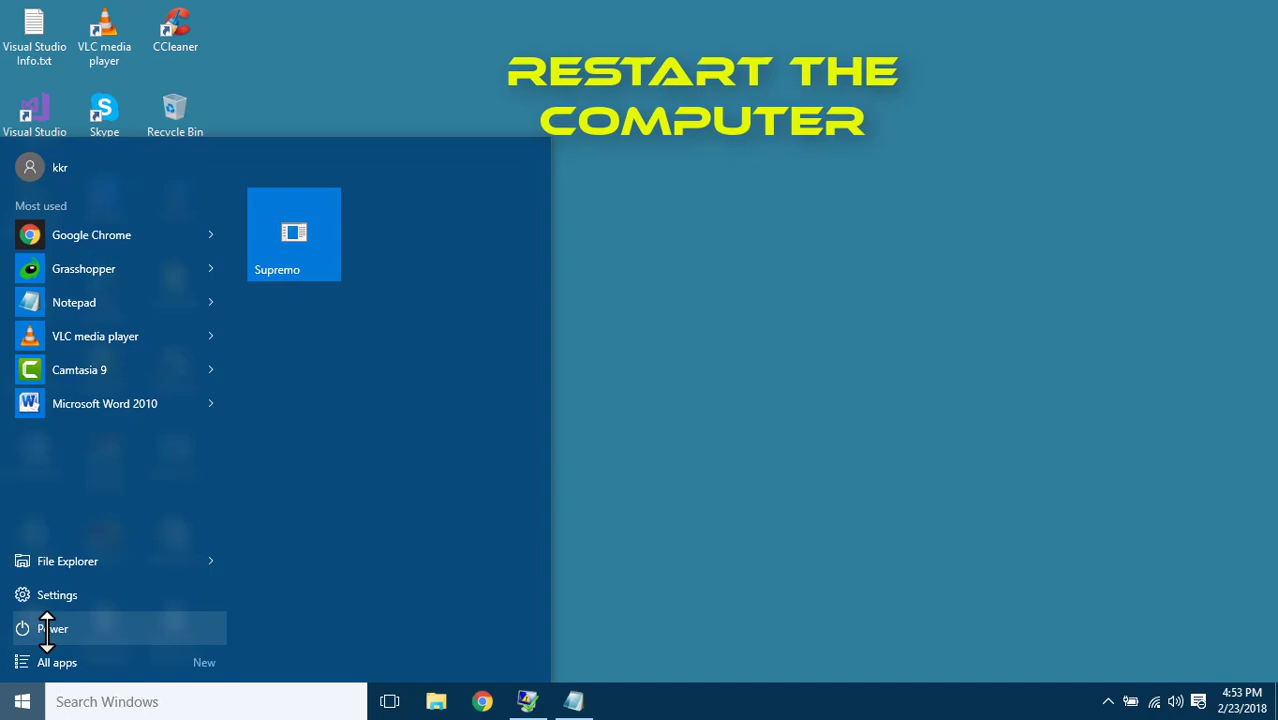 Visual Studio
Info.txt
VLC media
player
CCleaner
RESTART THE
COMPUTER
Visual Studio
Skype
Recycle Bin
kkr
Most used
Google Chrome
Grasshopper
Notepad
VLC media player
Camtasia 9
Microsoft Word 2010
Supremo
File Explorer
Settings
Power
All apps
New
Search Windows
4:53 PM
2/23/2018